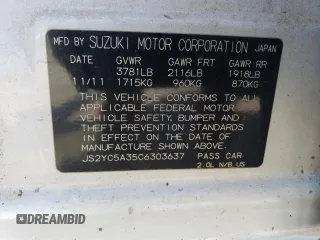 MFD BY SUZUKI MOTOR CORPORATION JAPAN
DATE GVWR GAWR FRT GAWR RR
3781LB 2116LB 1918LB
11/11 1715KG 960KG 870KG
THIS VEHICLE CONFORMS TO ALL
APPLICABLE FEDERAL MOTOR
VEHICLE SAFETY, BUMPER AND
THEFT PREVENTION STANDARDS
IN EFFECT ON THE DATE OF
MANUFACTURE SHOWN ABOVE.
JS2YC5A35C6303637 PASS CAR
2.0L N/B US
AUTOBIDMASTER